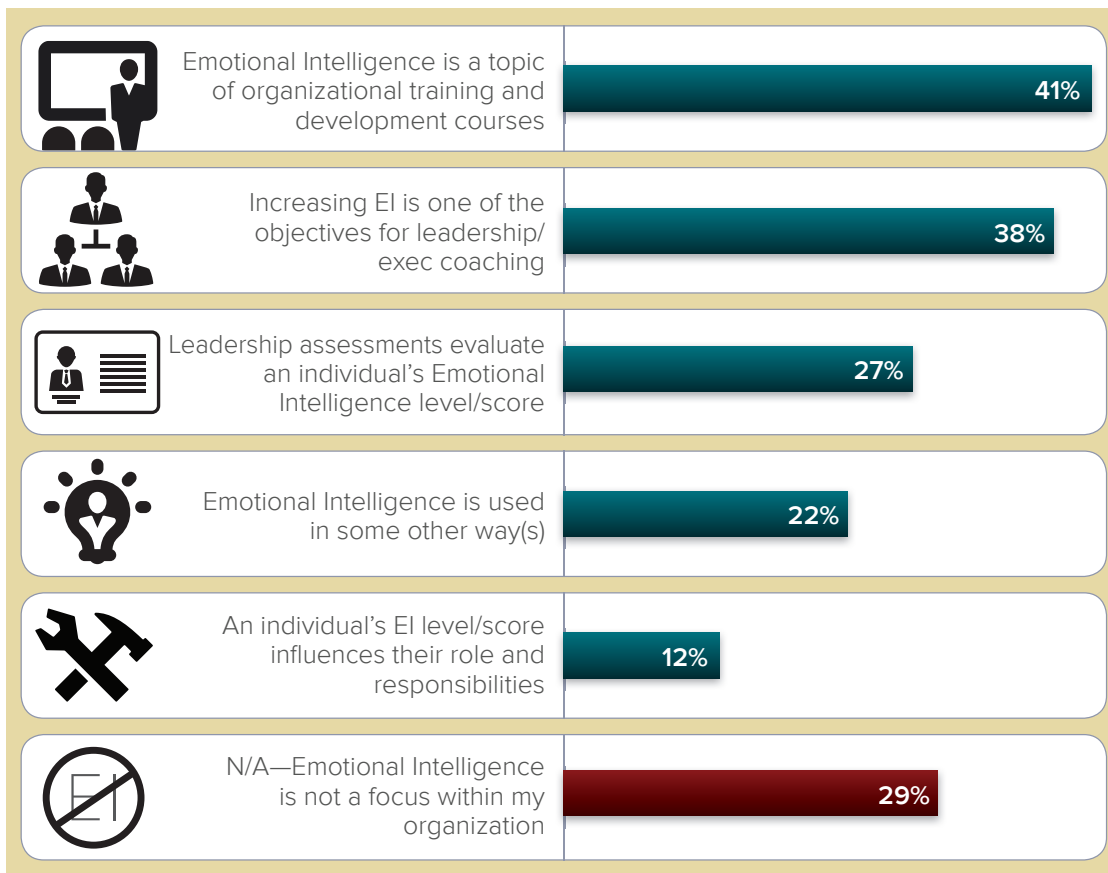 Emotional Intelligence is a topic
of organizational training and
development courses
41%
Increasing EI is one of the
objectives for leadership/
exec coaching
38%
Leadership assessments evaluate
an individual’s Emotional
Intelligence level/score
27%
Emotional Intelligence is used
in some other way(s)
22%
An individual’s EI level/score
influences their role and
responsibilities
12%
EI
N/A—Emotional Intelligence
is not a focus within my
organization
29%